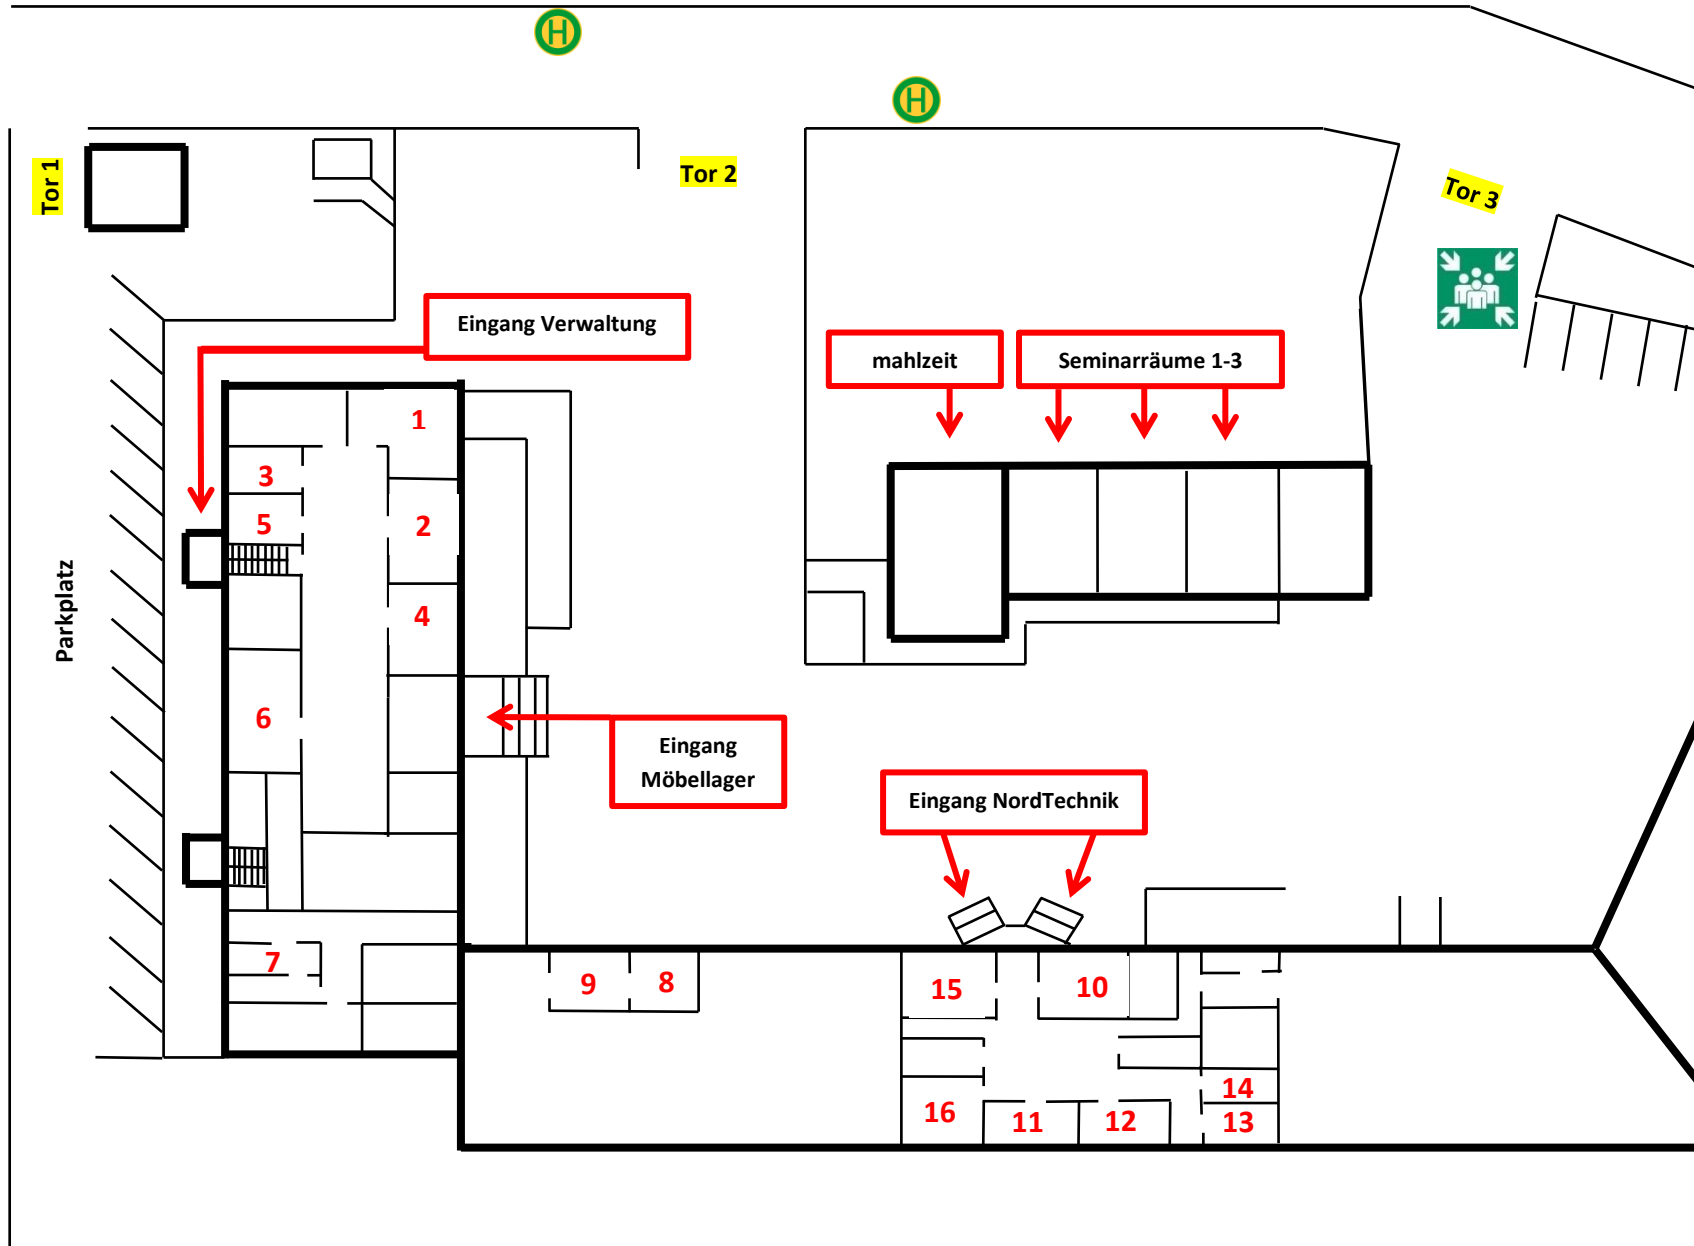 H
H
Tor 1
Tor 2
Tor 3
Eingang Verwaltung
mahlzeit
Seminarräume 1-3
1
3
5
2
4
Parkplatz
6
Eingang
Möbellager
Eingang NordTechnik
7
9
8
15
10
16
11
12
14
13